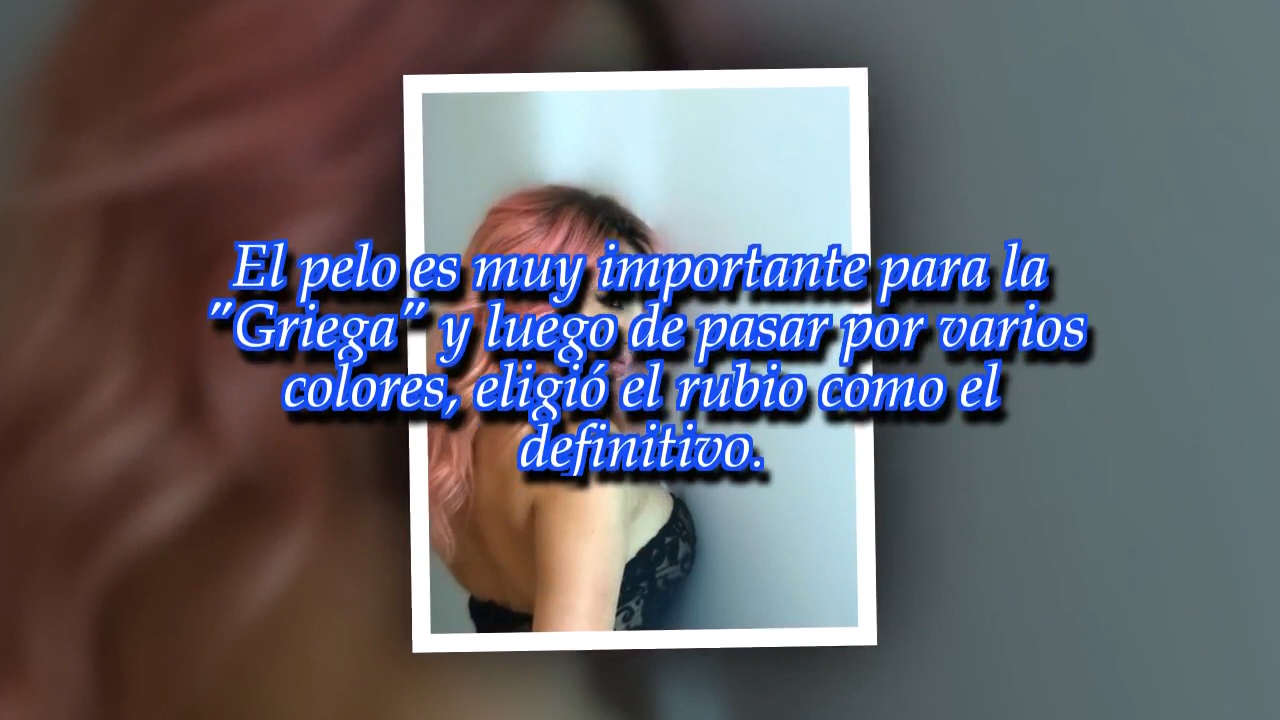 El pelo es muy importante para la
"Griega" y luego de pasar por varios
colores, eligió el rubio como el
definitivo.